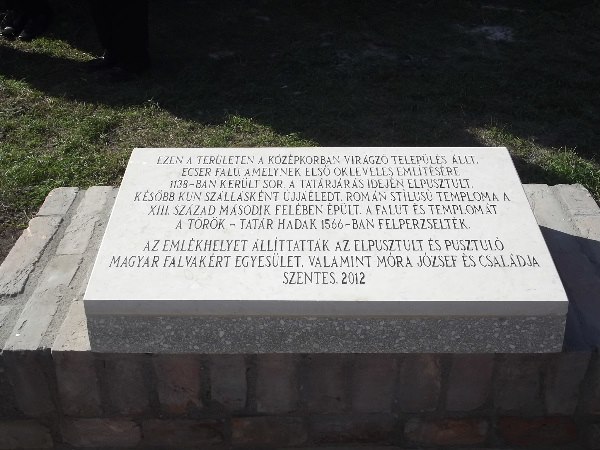 EZEN A TERÜLETEN A KÖZÉPKORBAN VIRÁGZÓ TELEPÜLÉS ÁLLT,
ECSER FALU, AMELYNEK ELSŐ OKLEVELES EMLÍTÉSÉRE
1138-BAN KERÜLT SOR. A TATÁRJÁRÁS IDEJÉN ELPUSZTULT,
KÉSŐBB KUN SZÁLLÁSKÉNT ÚJJÁÉLEDT. ROMÁN STÍLUSÚ TEMPLOMA A
XIII. SZÁZAD MÁSODIK FELÉBEN ÉPÜLT. A FALUT ÉS TEMPLOMÁT
A TÖRÖK - TATÁR HADAK 1566-BAN FELPERZSELTÉK.
AZ EMLÉKHELYET ÁLLÍTTATTÁK AZ ELPUSZTULT ÉS PUSZTULÓ
MAGYAR FALVAKÉRT EGYESÜLET, VALAMINT MÓRA JÓZSEF ÉS CSALÁDJA
SZENTES, 2012